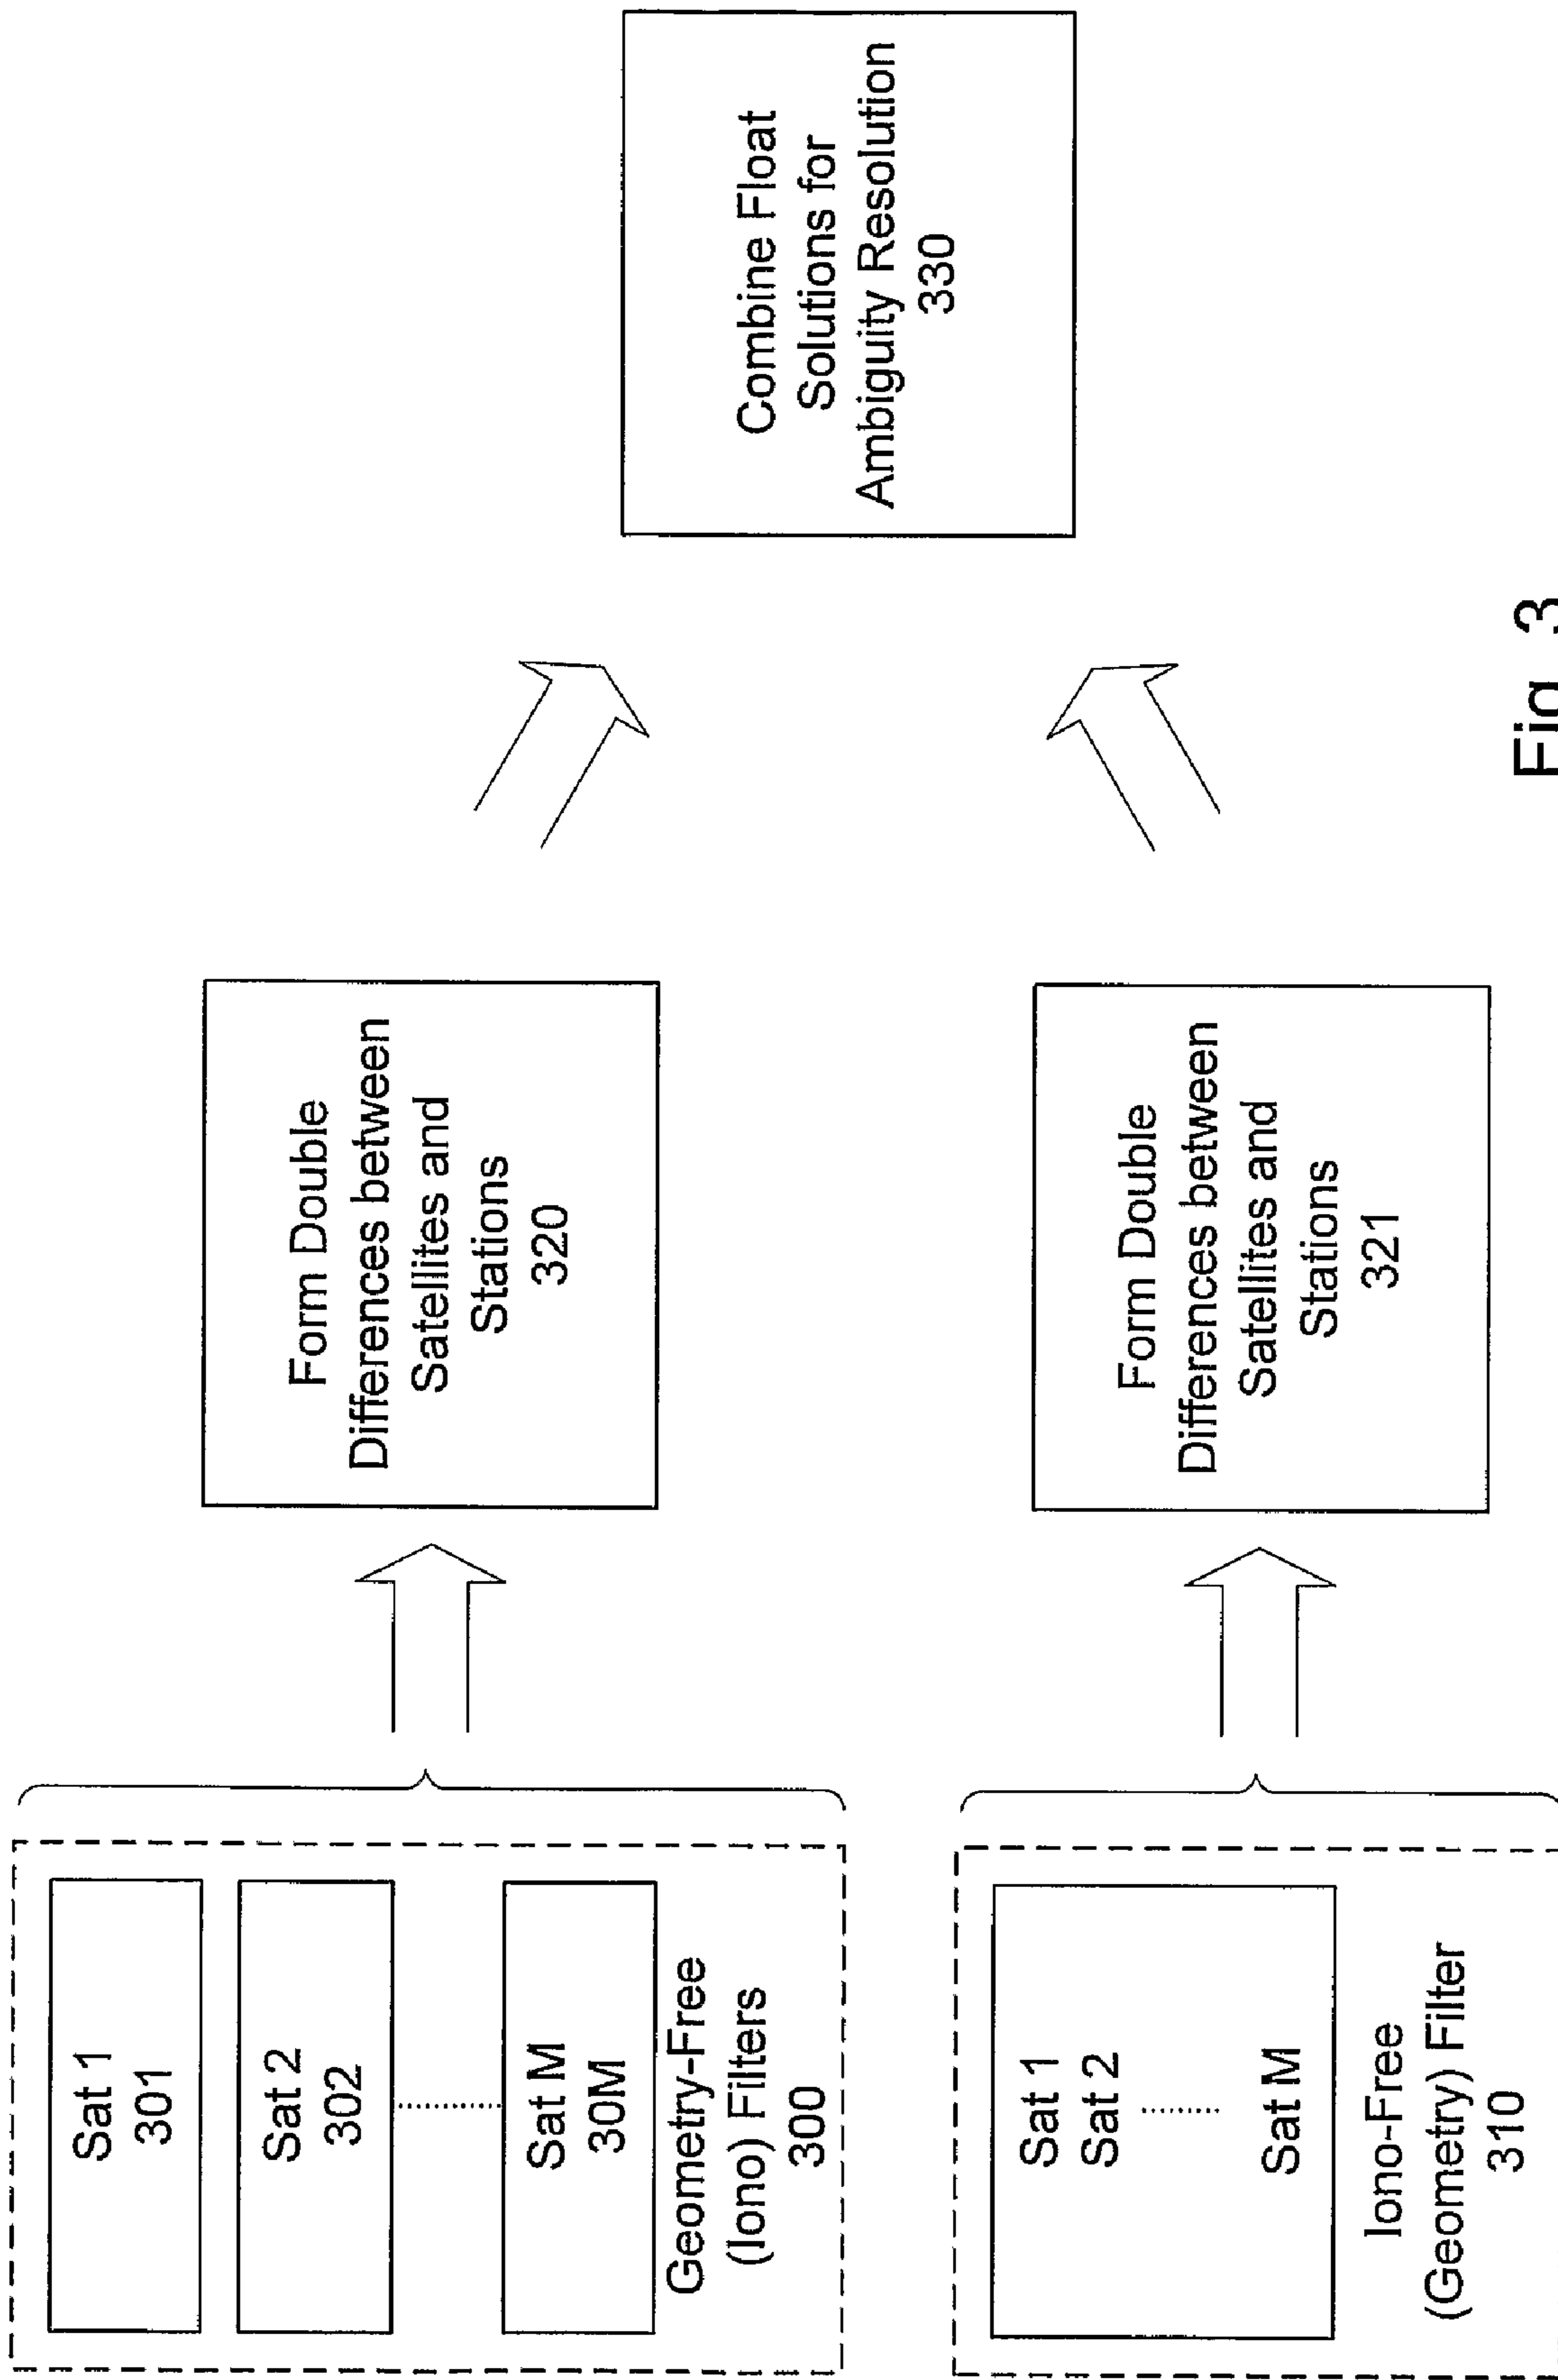 Sat 1
301
Sat 2
302
Sat M
30M
Geometry-Free
(Iono) Filters
300
Form Double
Differences between
Satellites and
Stations
320
Sat 1
Sat 2
Sat M
Iono-Free
(Geometry) Filter
310
Form Double
Differences between
Satellites and
Stations
321
Combine Float
Solutions for
Ambiguity Resolution
330
Fig. 3